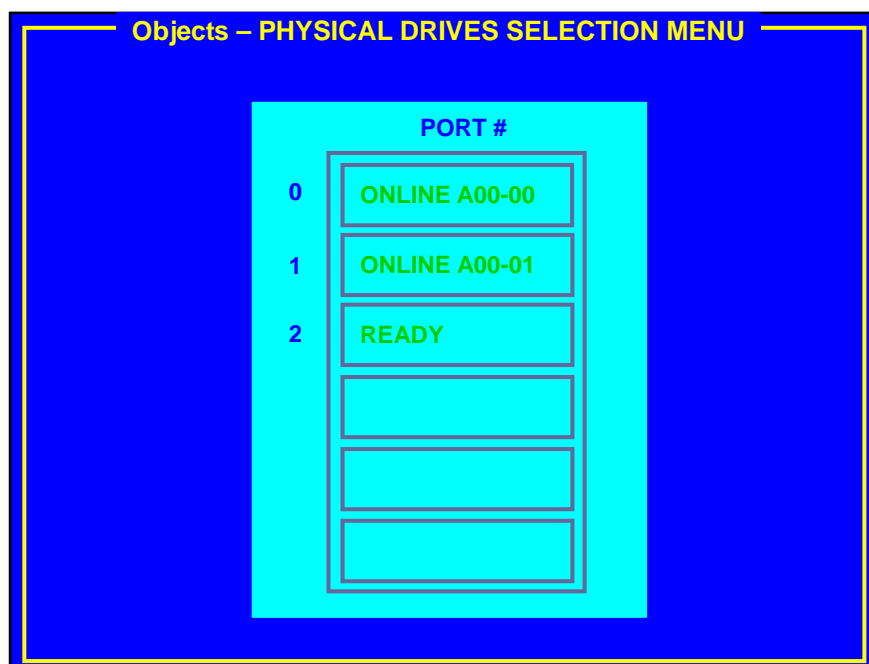 Objects – PHYSICAL DRIVES SELECTION MENU
PORT #
0 ONLINE A00-00
1 ONLINE A00-01
2 READY